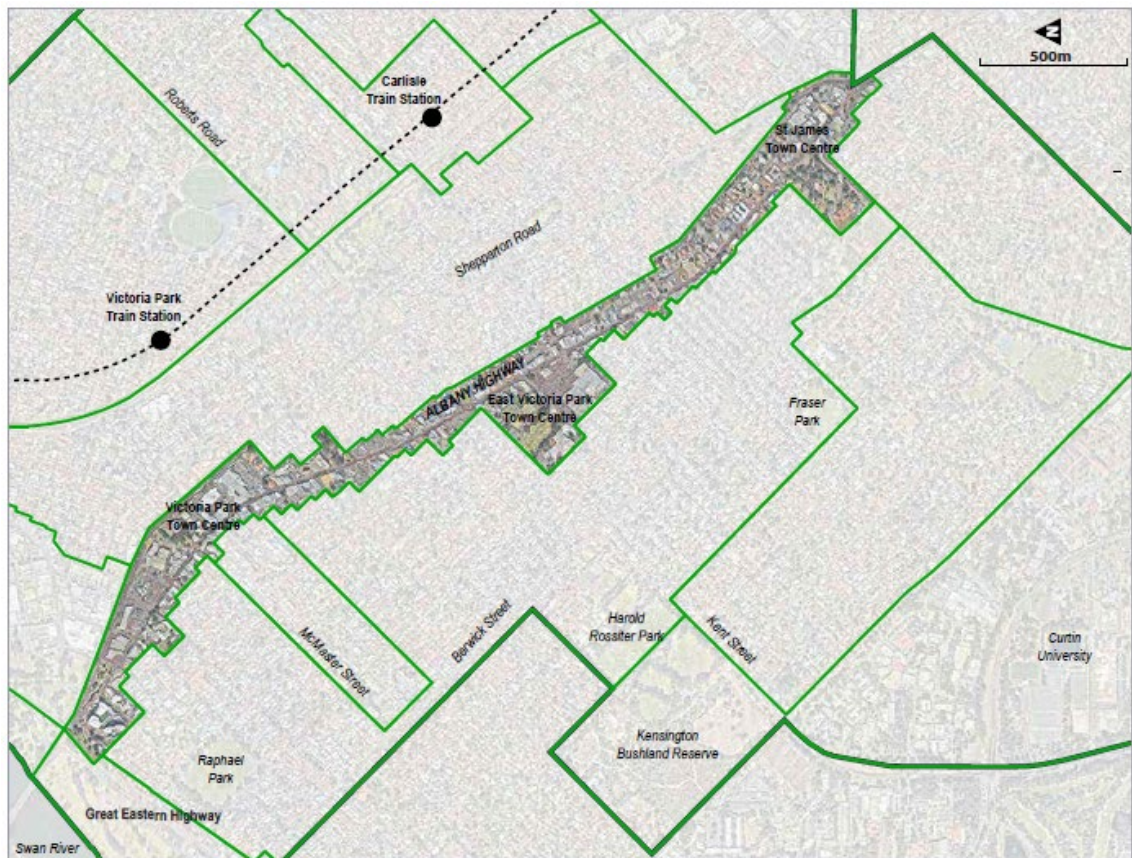 N
500m
Carlisle
Train Station
Roberts Road
St James
Town Centre
Shepperton Road
Victoria Park
Train Station
ALBANY HIGHWAY
East Victoria Park
Town Centre
Fraser
Park
Victoria Park
Town Centre
Berwick Street
Harold
Rossiter Park
Kent Street
McMaster Street
Curtin
University
Kensington
Bushland Reserve
Raphael
Park
Great Eastern Highway
Swan River